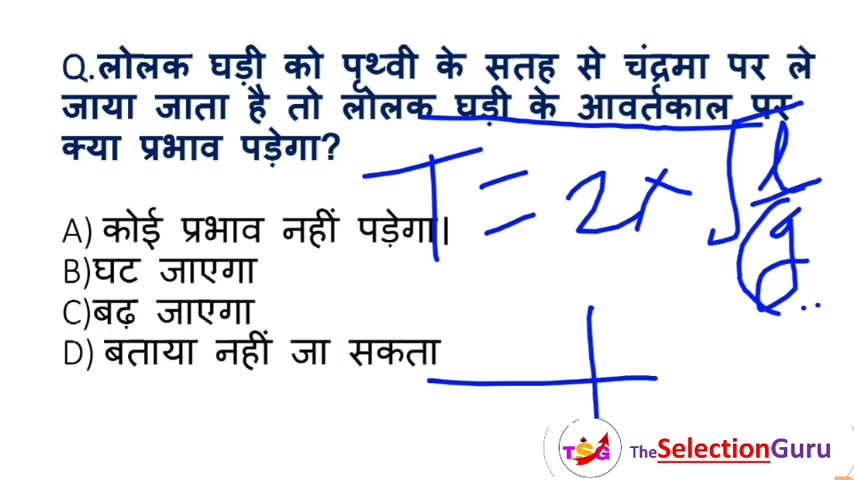 Q.लोलक घड़ी को पृथ्वी के सतह से चंद्रमा पर ले
जाया जाता है तो लोलक घड़ी के आवर्तकाल पर
क्या प्रभाव पड़ेगा?
T = 2π √l/g
A) कोई प्रभाव नहीं पड़ेगा।
B)घट जाएगा
C)बढ़ जाएगा
D) बताया नहीं जा सकता
TSG TheSelectionGuru